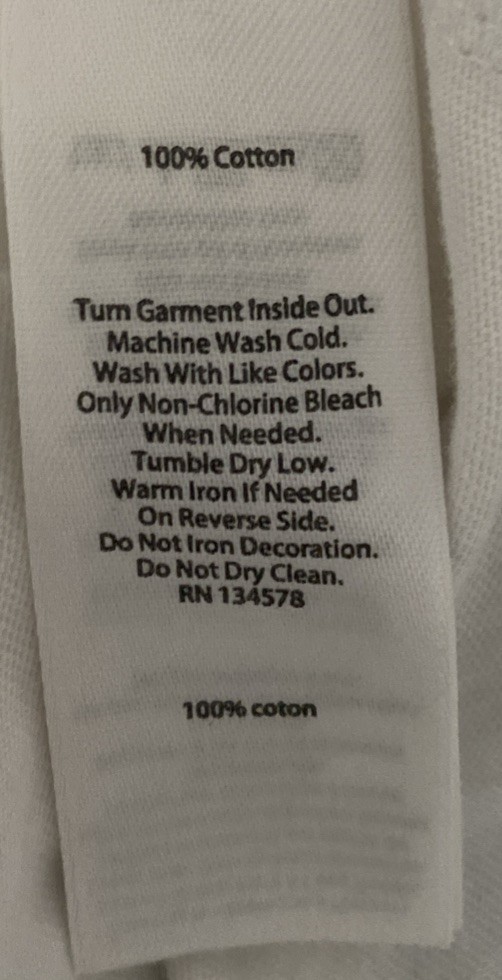 100% Cotton
Turn Garment Inside Out.
Machine Wash Cold.
Wash With Like Colors.
Only Non-Chlorine Bleach
When Needed.
Tumble Dry Low.
Warm Iron If Needed
On Reverse Side.
Do Not Iron Decoration.
Do Not Dry Clean.
RN 134578
100% coton